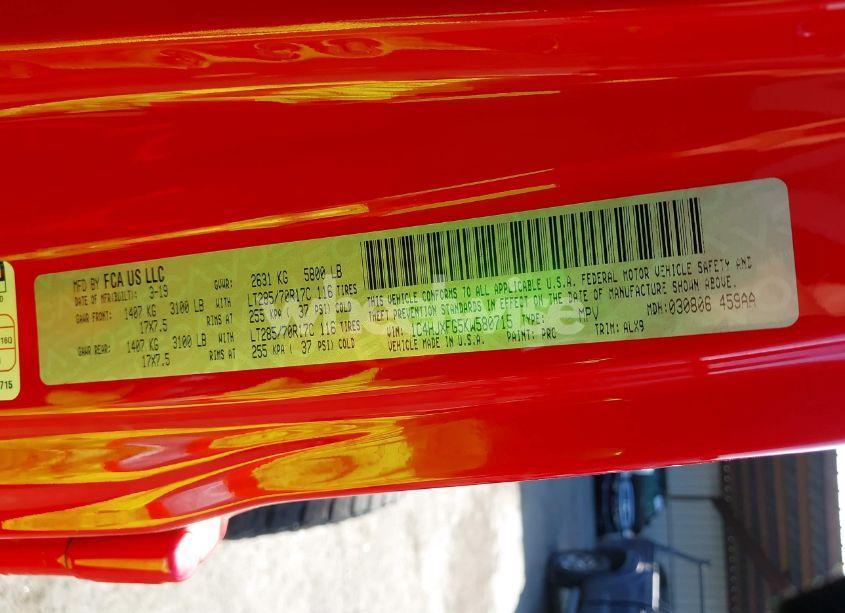 MFD BY FCA US LLC
DATE OF MFR(BUILT): 3-19 GVWR: 2631 KG 5800 LB
GAWR FRONT: 1407 KG 3100 LB WITH LT285/70R17C 116 TIRES
17X7.5 RIMS AT 255 KPA ( 37 PSI) COLD
GAWR REAR: 1407 KG 3100 LB WITH LT285/70R17C 116 TIRES
17X7.5 RIMS AT 255 KPA ( 37 PSI) COLD
THIS VEHICLE CONFORMS TO ALL APPLICABLE U.S.A. FEDERAL MOTOR VEHICLE SAFETY AND
THEFT PREVENTION STANDARDS IN EFFECT ON THE DATE OF MANUFACTURE SHOWN ABOVE.
VIN: 1C4HJXFG5KW580715 TYPE: MPV MDH:030806 459AA
VEHICLE MADE IN U.S.A. PAINT: PRC TRIM: ALX9
715